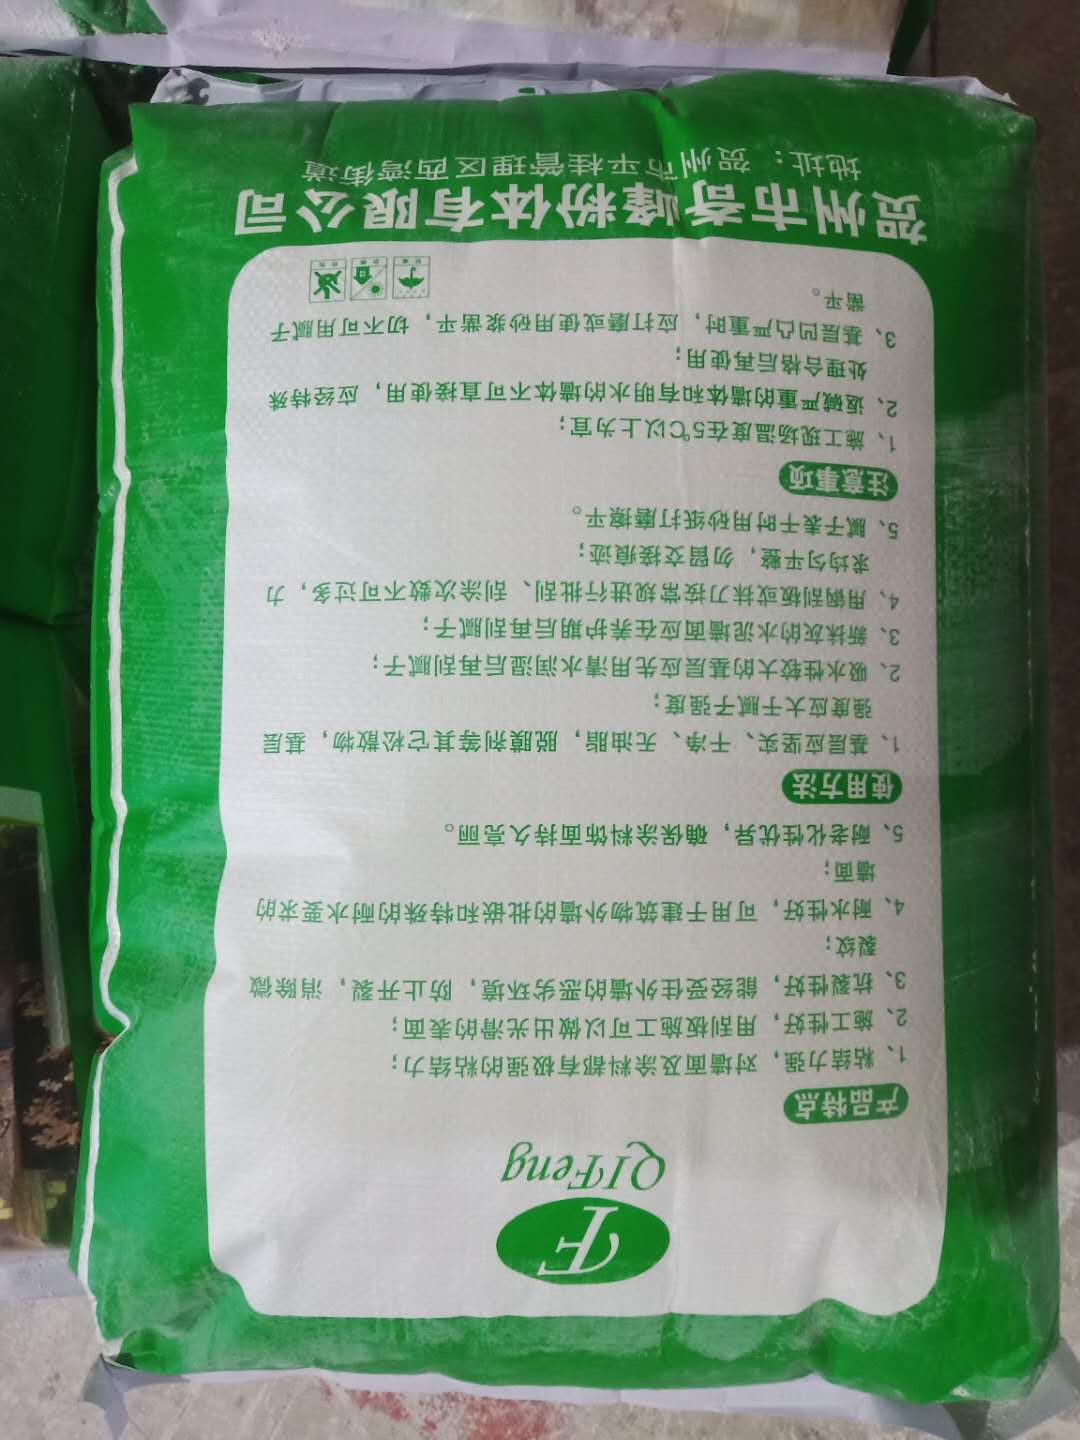 F
QIFeng
产品特点
1、粘结力强，对墙面及涂料都有极强的粘结力；
2、施工性好，用刮板施工可以做出光滑的表面；
3、抗裂性好，能经受住外墙的恶劣环境，防止开裂，消除微
裂纹；
4、耐水性好，可用于建筑物外墙的批嵌和特殊的耐水要求的
墙面；
5、耐老化性优异，确保涂料饰面持久亮丽。
使用方法
1、基层应坚实、干净、无油脂，脱膜剂等其它松散物，基层
强度应大于腻子强度；
2、吸水性较大的基层应先用清水润湿后再刮腻子；
3、新抹灰的水泥墙面应在养护期后再刮腻子；
4、用钢刮板或抹刀按常规进行批刮、刮涂次数不可过多，力
求均匀平整，勿留交接痕迹；
5、腻子表干时用砂纸打磨擦平。
注意事项
1、施工现场温度在5℃以上为宜；
2、返碱严重的墙体和有明水的墙体不可直接使用，应经特殊
处理合格后再使用；
3、基层凹凸严重时，应打磨或使用砂浆凿平，切不可用腻子
凿平。
贺州市奇峰粉体有限公司
地址：贺州市平桂管理区西湾街道